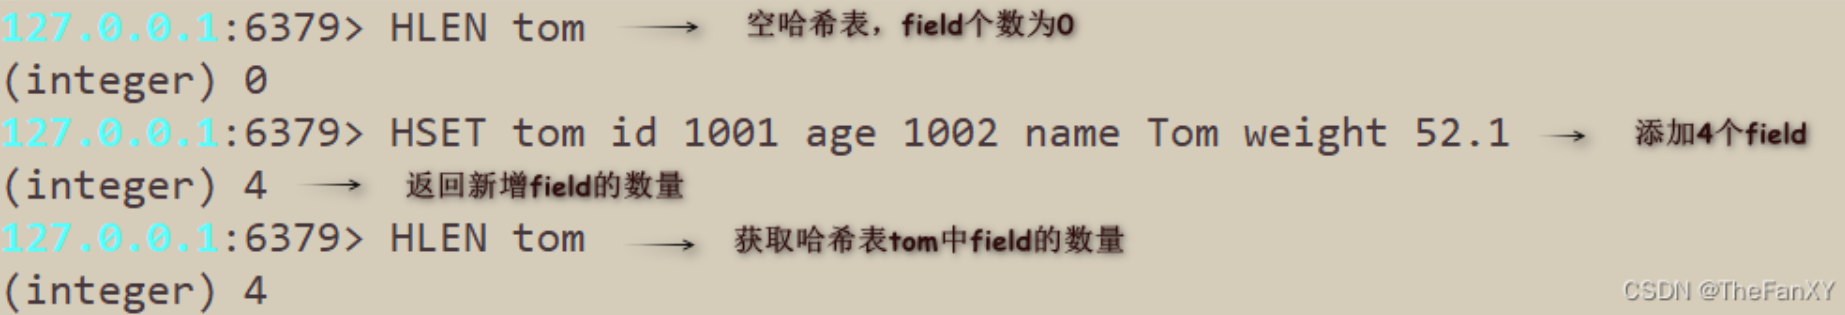 127.0.0.1:6379> HLEN tom → 空哈希表，field个数为0
(integer) 0
127.0.0.1:6379> HSET tom id 1001 age 1002 name Tom weight 52.1 → 添加4个field
(integer) 4 → 返回新增field的数量
127.0.0.1:6379> HLEN tom → 获取哈希表tom中field的数量
(integer) 4
CSDN @TheFanXY